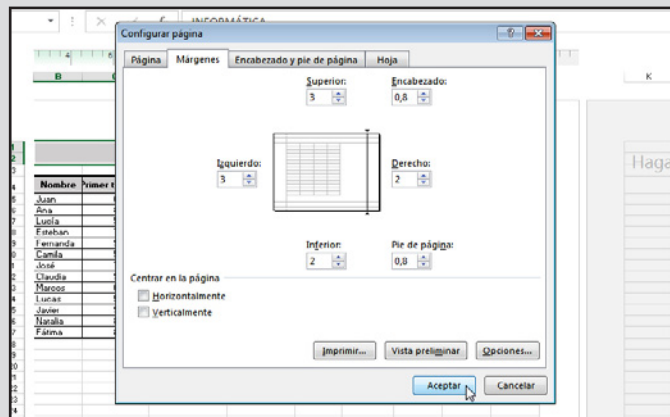 INFORMÁTICA
Configurar página
Página Márgenes Encabezado y pie de página Hoja
Superior: Encabezado:
3 0,8
Izquierdo: Derecho:
3 2
Inferior: Pie de página:
2 0,8
Centrar en la página
Horizontalmente
Verticalmente
Imprimir... Vista preliminar Opciones...
Aceptar Cancelar
B K
Haga
Nombre Primer t
Juan
Ana
Lucía
Esteban
Fernanda
Camila
José
Claudia
Marcos
Lucas
Javier
Natalia
Fátima